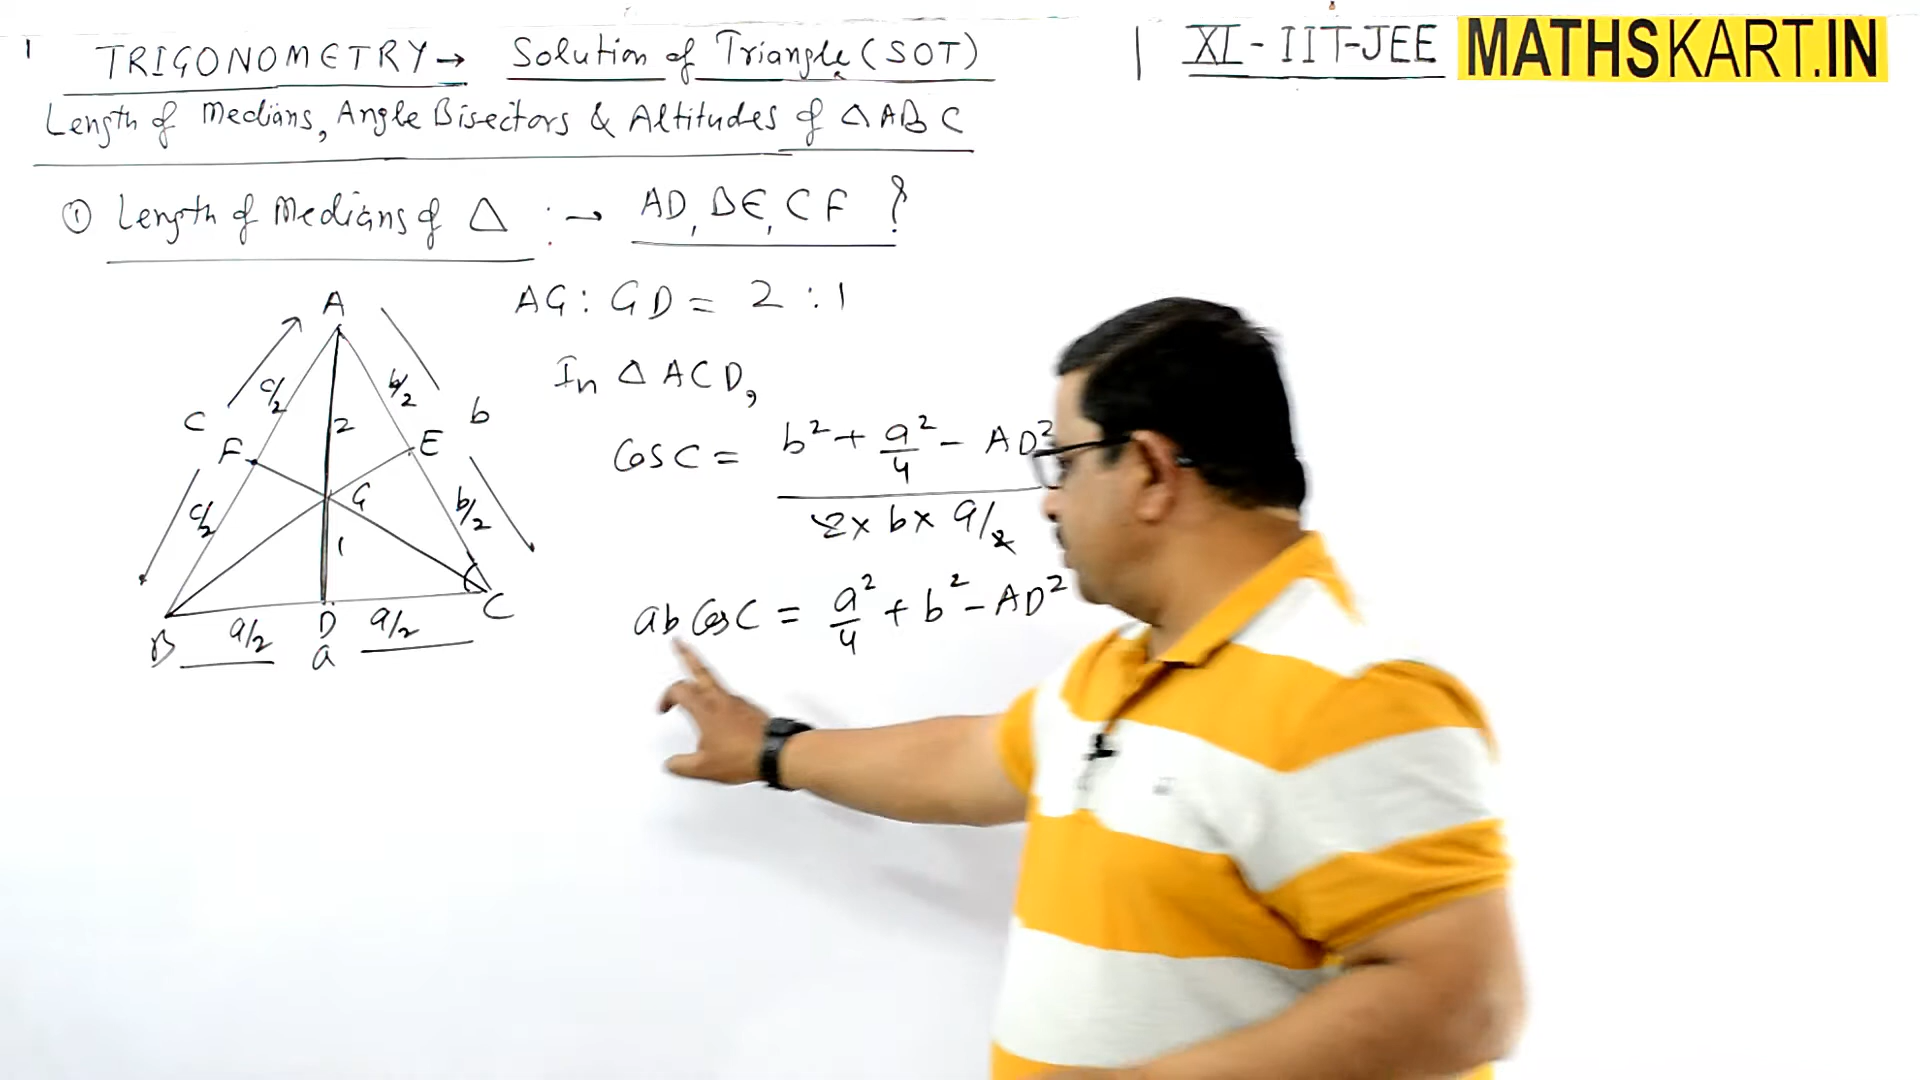 1
TRIGONOMETRY → Solution of Triangle (SOT)
| XI - IIT-JEE
MATHSKART.IN
Length of Medians, Angle Bisectors & Altitudes of △ABC
① Length of Medians of △ :→ AD, BE, CF ?
A
AG : GD = 2 : 1
c/2
b/2
In △ACD,
C
2
b
F
E
Cos C = b² + a²/4 - AD² / 2 × b × a/2
G
c/2
b/2
1
ab Cos C = a²/4 + b² - AD²
B
a/2
D
a/2
C
a